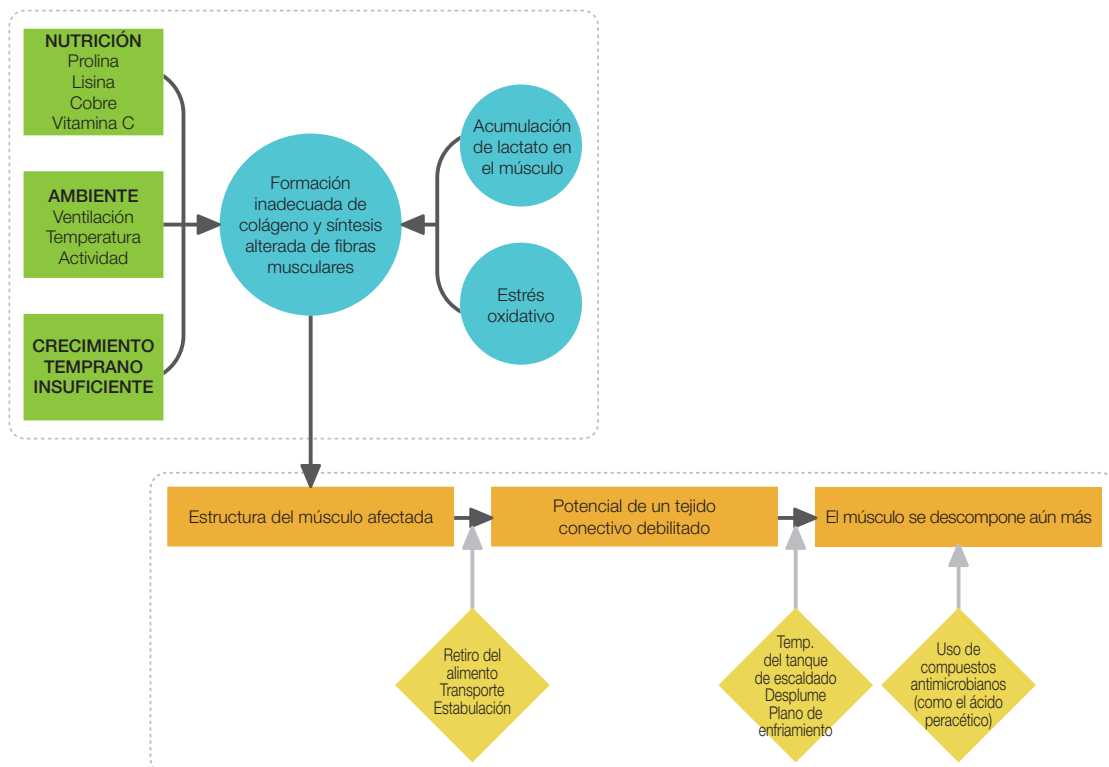 NUTRICIÓN
Prolina
Lisina
Cobre
Vitamina C
AMBIENTE
Ventilación
Temperatura
Actividad
CRECIMIENTO
TEMPRANO
INSUFICIENTE
Formación
inadecuada de
colágeno y síntesis
alterada de fibras
musculares
Acumulación
de lactato en
el músculo
Estrés
oxidativo
Estructura del músculo afectada
Potencial de un tejido
conectivo debilitado
El músculo se descompone aún más
Retiro del
alimento
Transporte
Estabulación
Temp.
del tanque
de escaldado
Desplume
Plano de
enfriamiento
Uso de
compuestos
antimicrobianos
(como el ácido
peracético)